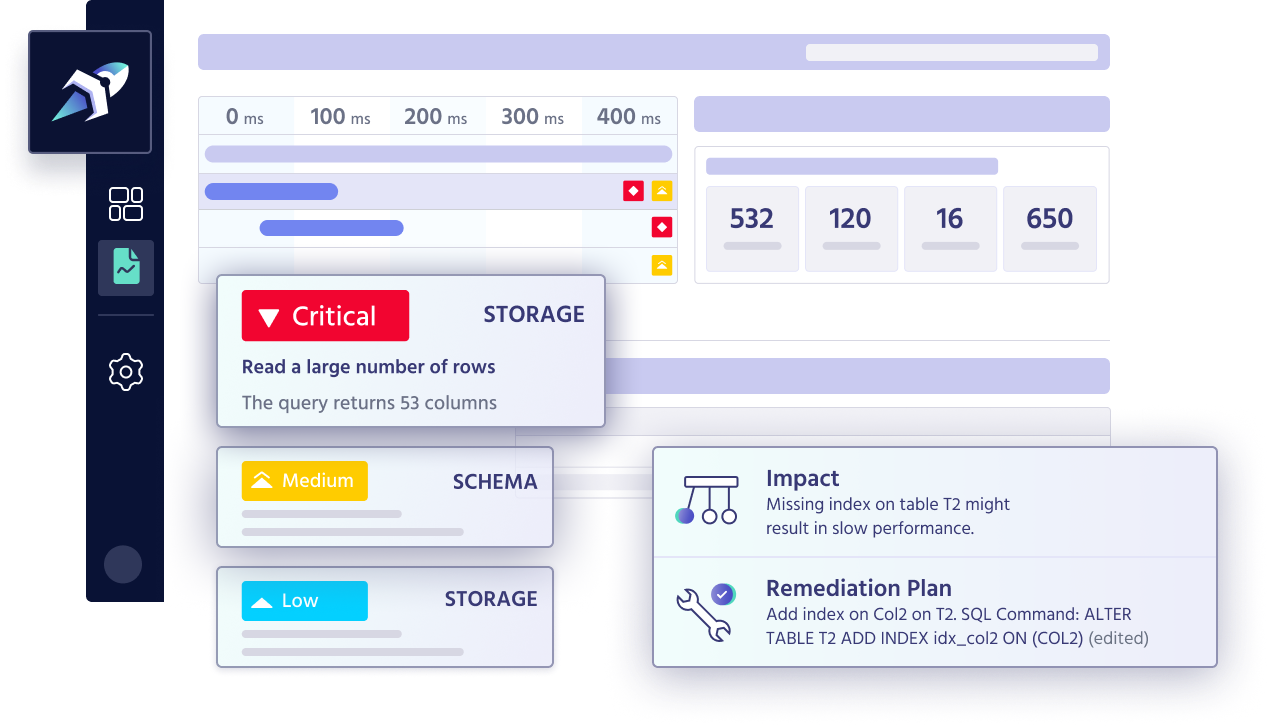 0 ms 100 ms 200 ms 300 ms 400 ms
532 120 16 650
Critical STORAGE
Read a large number of rows
The query returns 53 columns
Medium SCHEMA
Low STORAGE
Impact
Missing index on table T2 might
result in slow performance.
Remediation Plan
Add index on Col2 on T2. SQL Command: ALTER
TABLE T2 ADD INDEX idx_col2 ON (COL2) (edited)